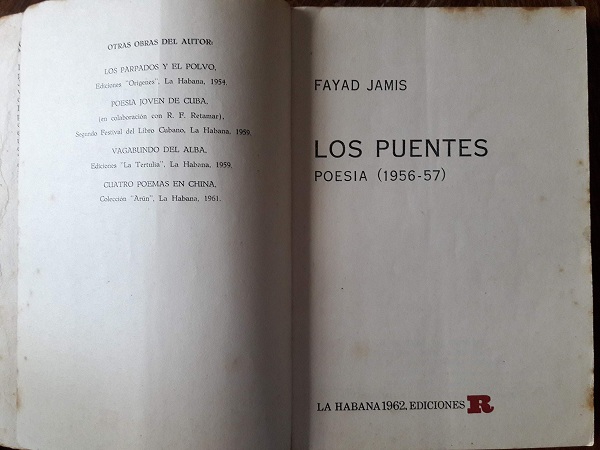 OTRAS OBRAS DEL AUTOR:
LOS PARPADOS Y EL POLVO,
Ediciones "Orígenes", La Habana, 1954.
POESIA JOVEN DE CUBA,
(en colaboración con R. F. Retamar),
Segundo Festival del Libro Cubano, La Habana, 1959.
VAGABUNDO DEL ALBA,
Ediciones "La Tertulia", La Habana, 1959.
CUATRO POEMAS EN CHINA,
Colección "Arün", La Habana, 1961.
FAYAD JAMIS
LOS PUENTES
POESIA (1956-57)
LA HABANA 1962, EDICIONES R